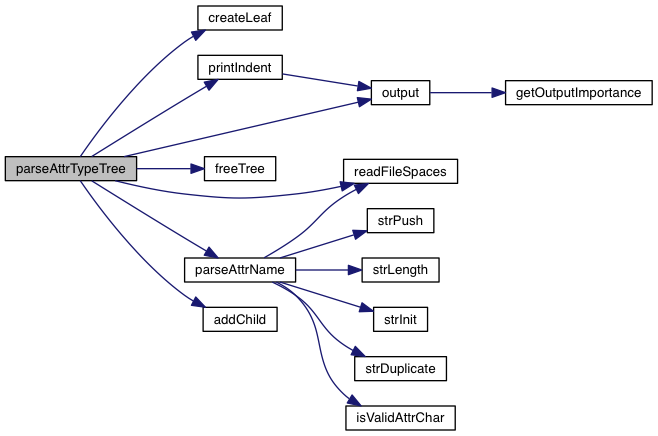 createLeaf
printIndent
output
getOutputImportance
parseAttrTypeTree
freeTree
readFileSpaces
strPush
parseAttrName
strLength
addChild
strInit
strDuplicate
isValidAttrChar